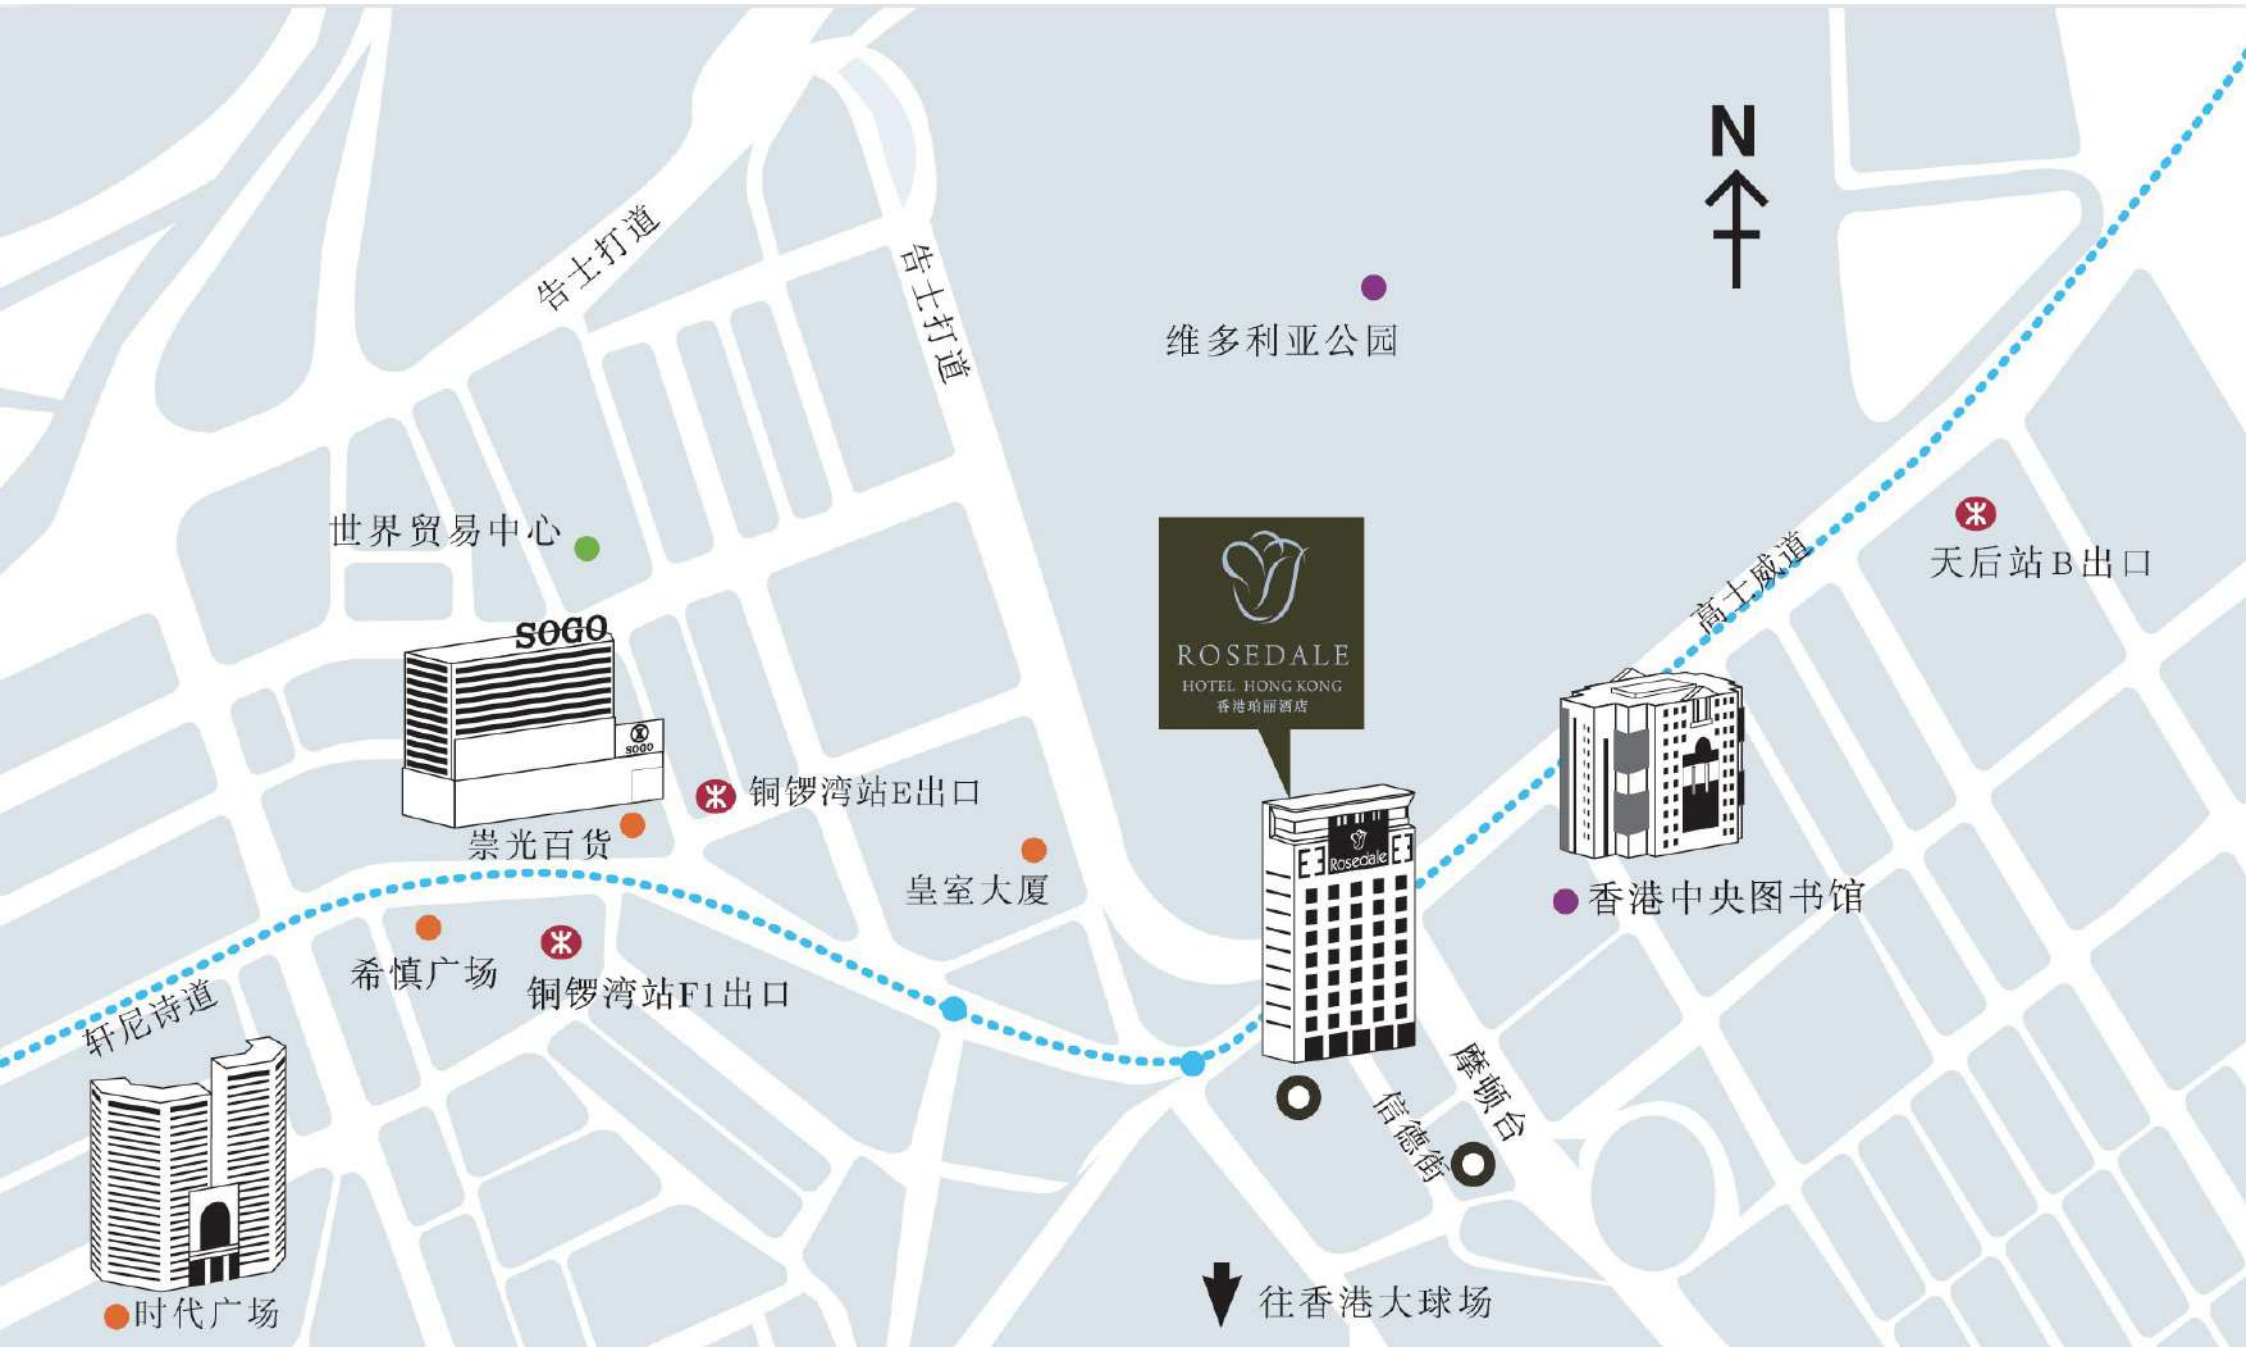 N
告士打道
告士打道
维多利亚公园
世界贸易中心
天后站B出口
高士威道
ROSEDALE
HOTEL HONG KONG
香港珀丽酒店
SOGO
SOGO
铜锣湾站E出口
崇光百货
皇室大厦
Rosedale
香港中央图书馆
希慎广场
铜锣湾站F1出口
轩尼诗道
摩顿台
信德街
时代广场
往香港大球场